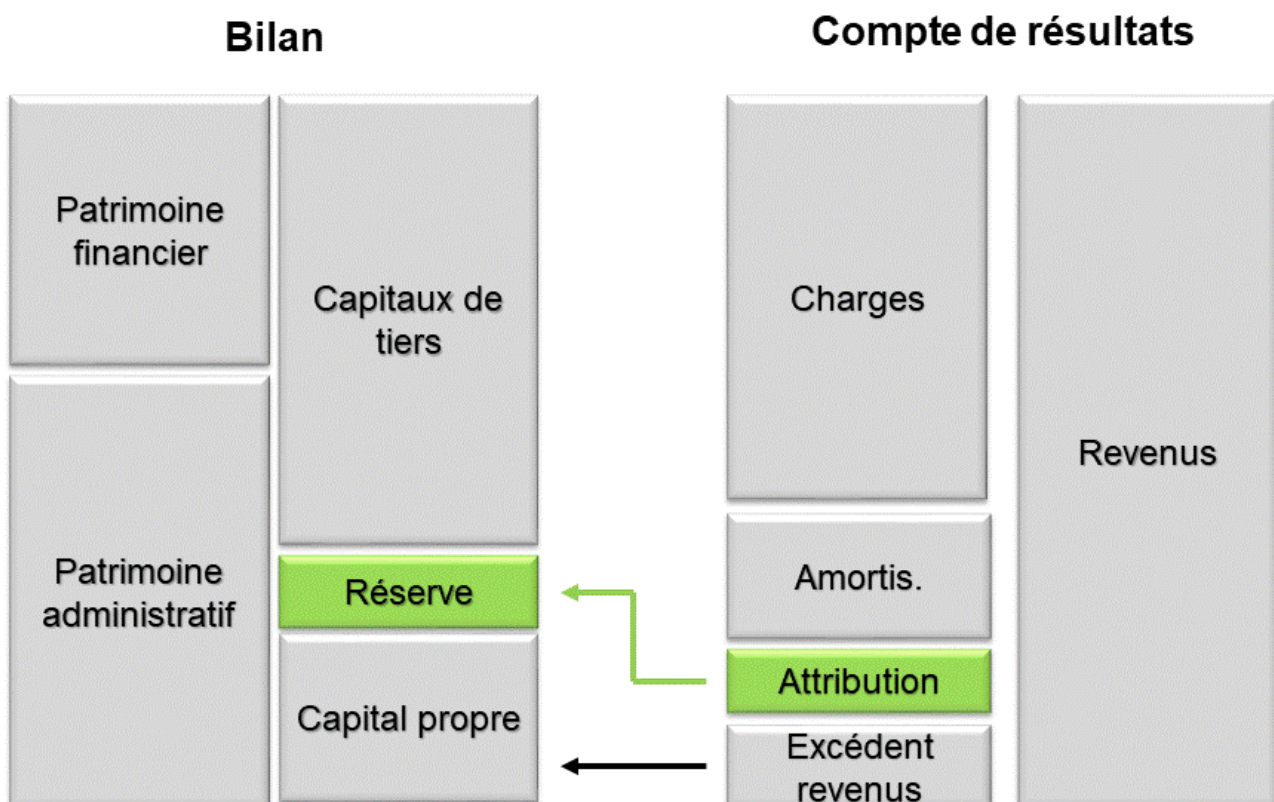 Bilan
Compte de résultats
Patrimoine
financier
Capitaux de
tiers
Patrimoine
administratif
Réserve
Capital propre
Charges
Amortis.
Attribution
Excédent
revenus
Revenus